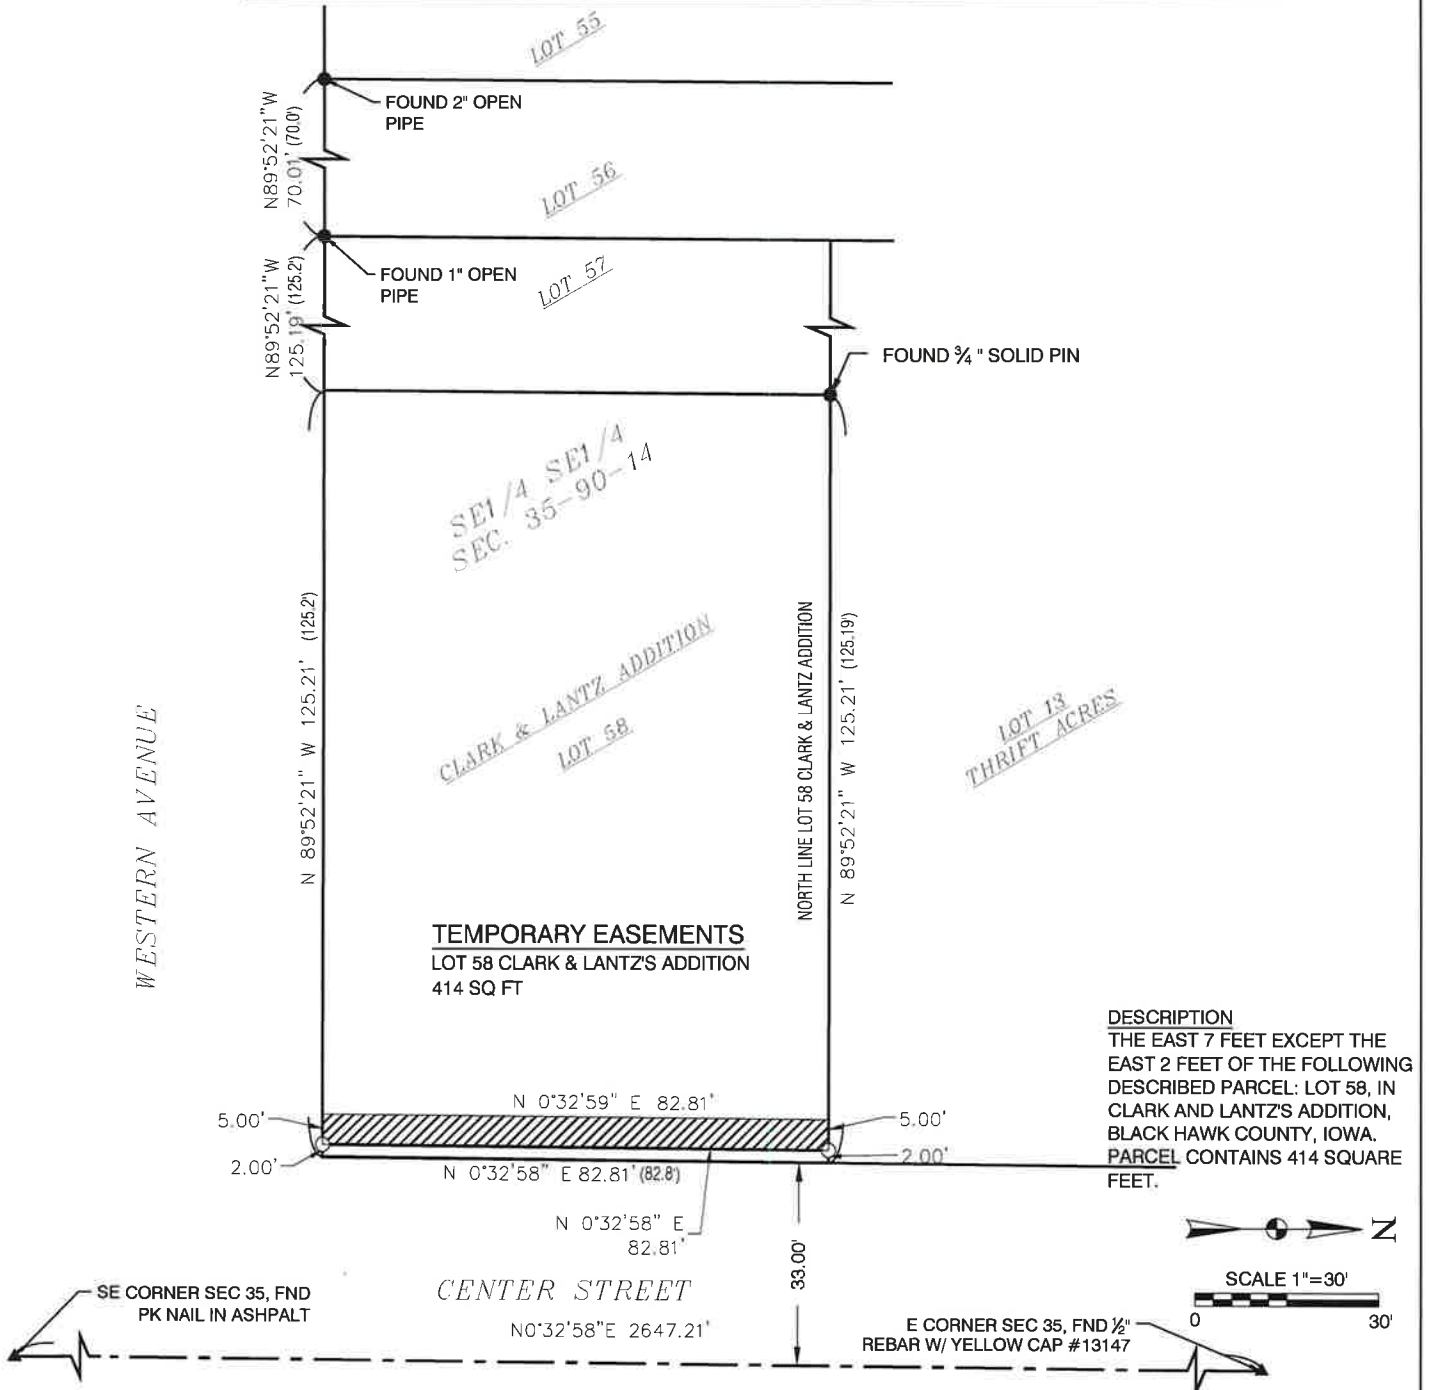 LOT 55
FOUND 2" OPEN
PIPE
N89°52'21"W
70.01' (70.0')
LOT 56
FOUND 1" OPEN
PIPE
N89°52'21"W
125.19' (125.2')
LOT 57
FOUND ¾" SOLID PIN
SE1/4 SE1/4
SEC. 35-90-14
N 89°52'21" W 125.21' (125.2')
CLARK & LANTZ ADDITION
LOT 58
NORTH LINE LOT 58 CLARK & LANTZ ADDITION
N 89°52'21" W 125.21' (125.19')
LOT 13
THRIFT ACRES
WESTERN AVENUE
TEMPORARY EASEMENTS
LOT 58 CLARK & LANTZ'S ADDITION
414 SQ FT
DESCRIPTION
THE EAST 7 FEET EXCEPT THE
EAST 2 FEET OF THE FOLLOWING
DESCRIBED PARCEL: LOT 58, IN
CLARK AND LANTZ'S ADDITION,
BLACK HAWK COUNTY, IOWA.
PARCEL CONTAINS 414 SQUARE
FEET.
N 0°32'59" E 82.81'
5.00'
5.00'
2.00'
2.00'
N 0°32'58" E 82.81' (82.8')
N 0°32'58" E
82.81'
33.00'
N
SCALE 1"=30'
0 30'
CENTER STREET
N0°32'58"E 2647.21'
SE CORNER SEC 35, FND
PK NAIL IN ASHPALT
E CORNER SEC 35, FND ½"
REBAR W/ YELLOW CAP #13147